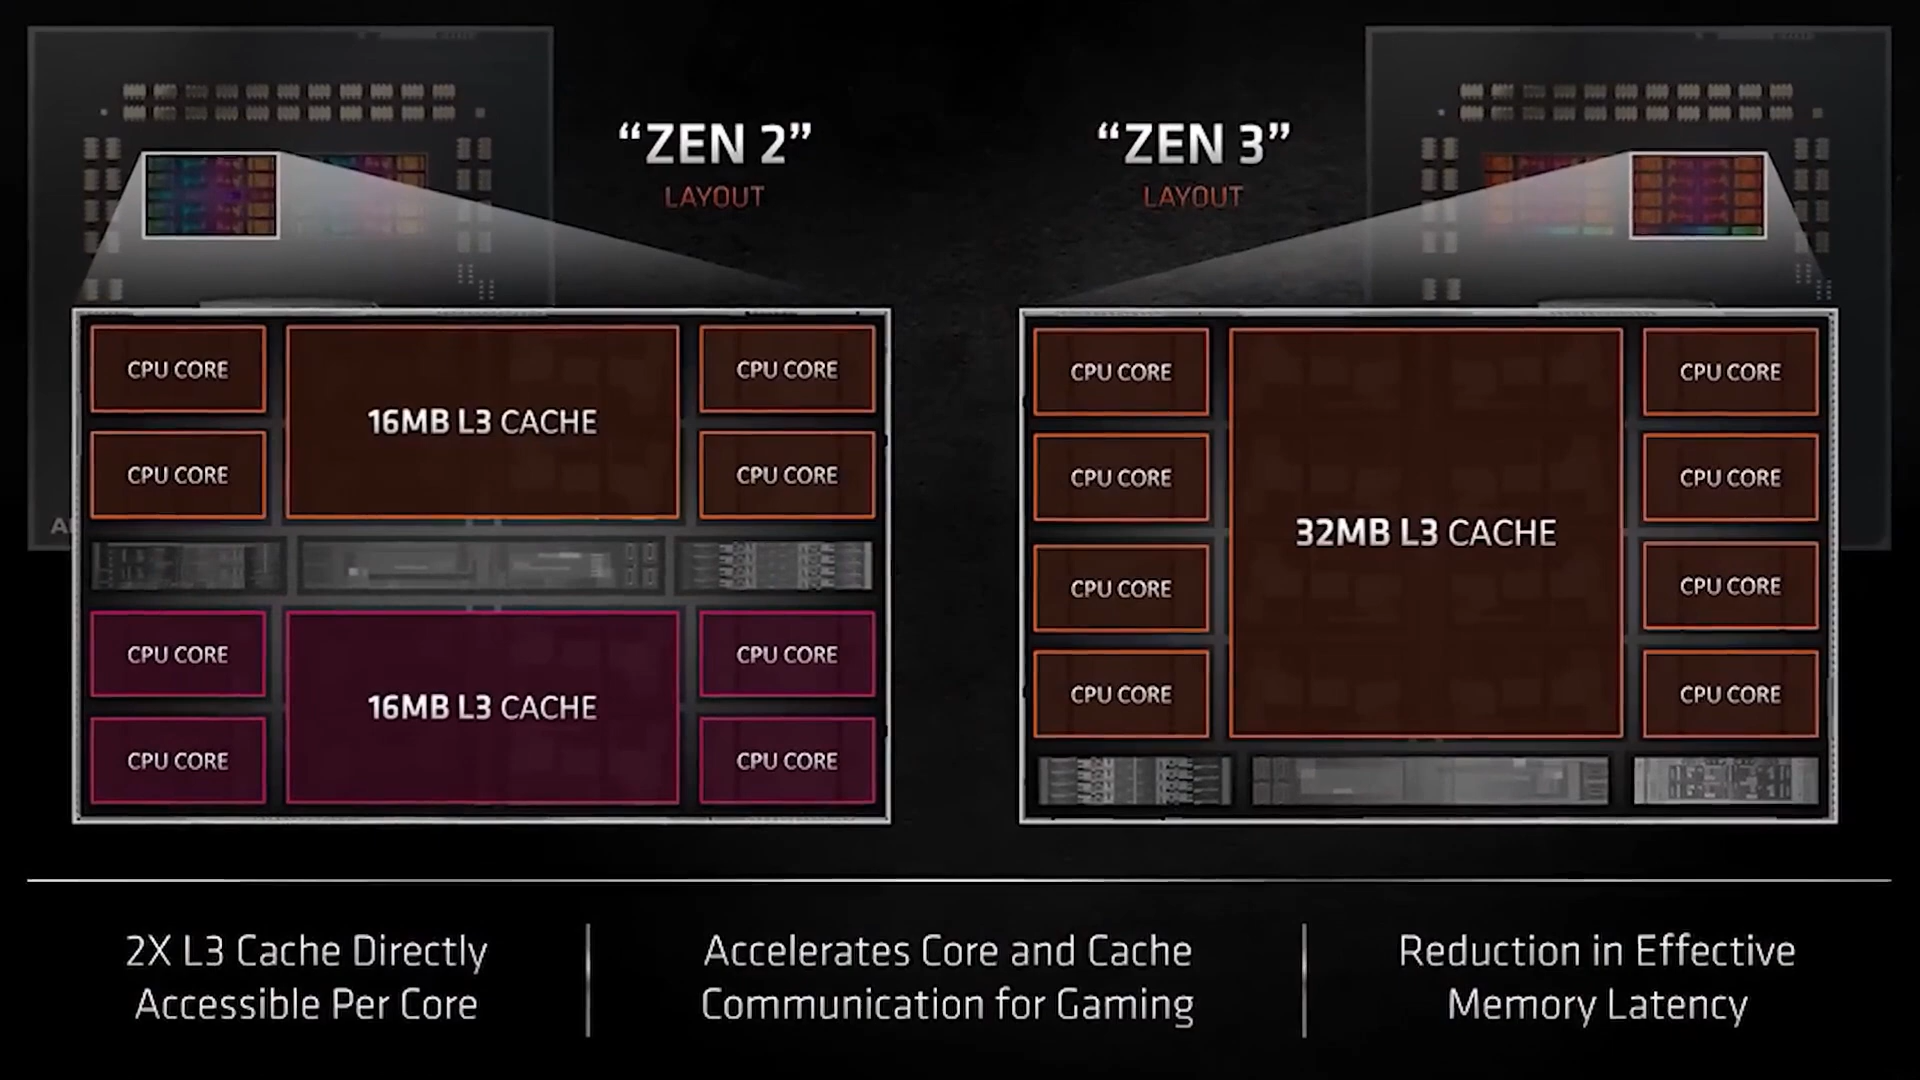 “ZEN 2”
LAYOUT
“ZEN 3”
LAYOUT
CPU CORE
16MB L3 CACHE
CPU CORE
CPU CORE
CPU CORE
CPU CORE
16MB L3 CACHE
CPU CORE
CPU CORE
CPU CORE
CPU CORE
CPU CORE
CPU CORE
CPU CORE
32MB L3 CACHE
CPU CORE
CPU CORE
CPU CORE
CPU CORE
CPU CORE
2X L3 Cache Directly
Accessible Per Core
Accelerates Core and Cache
Communication for Gaming
Reduction in Effective
Memory Latency